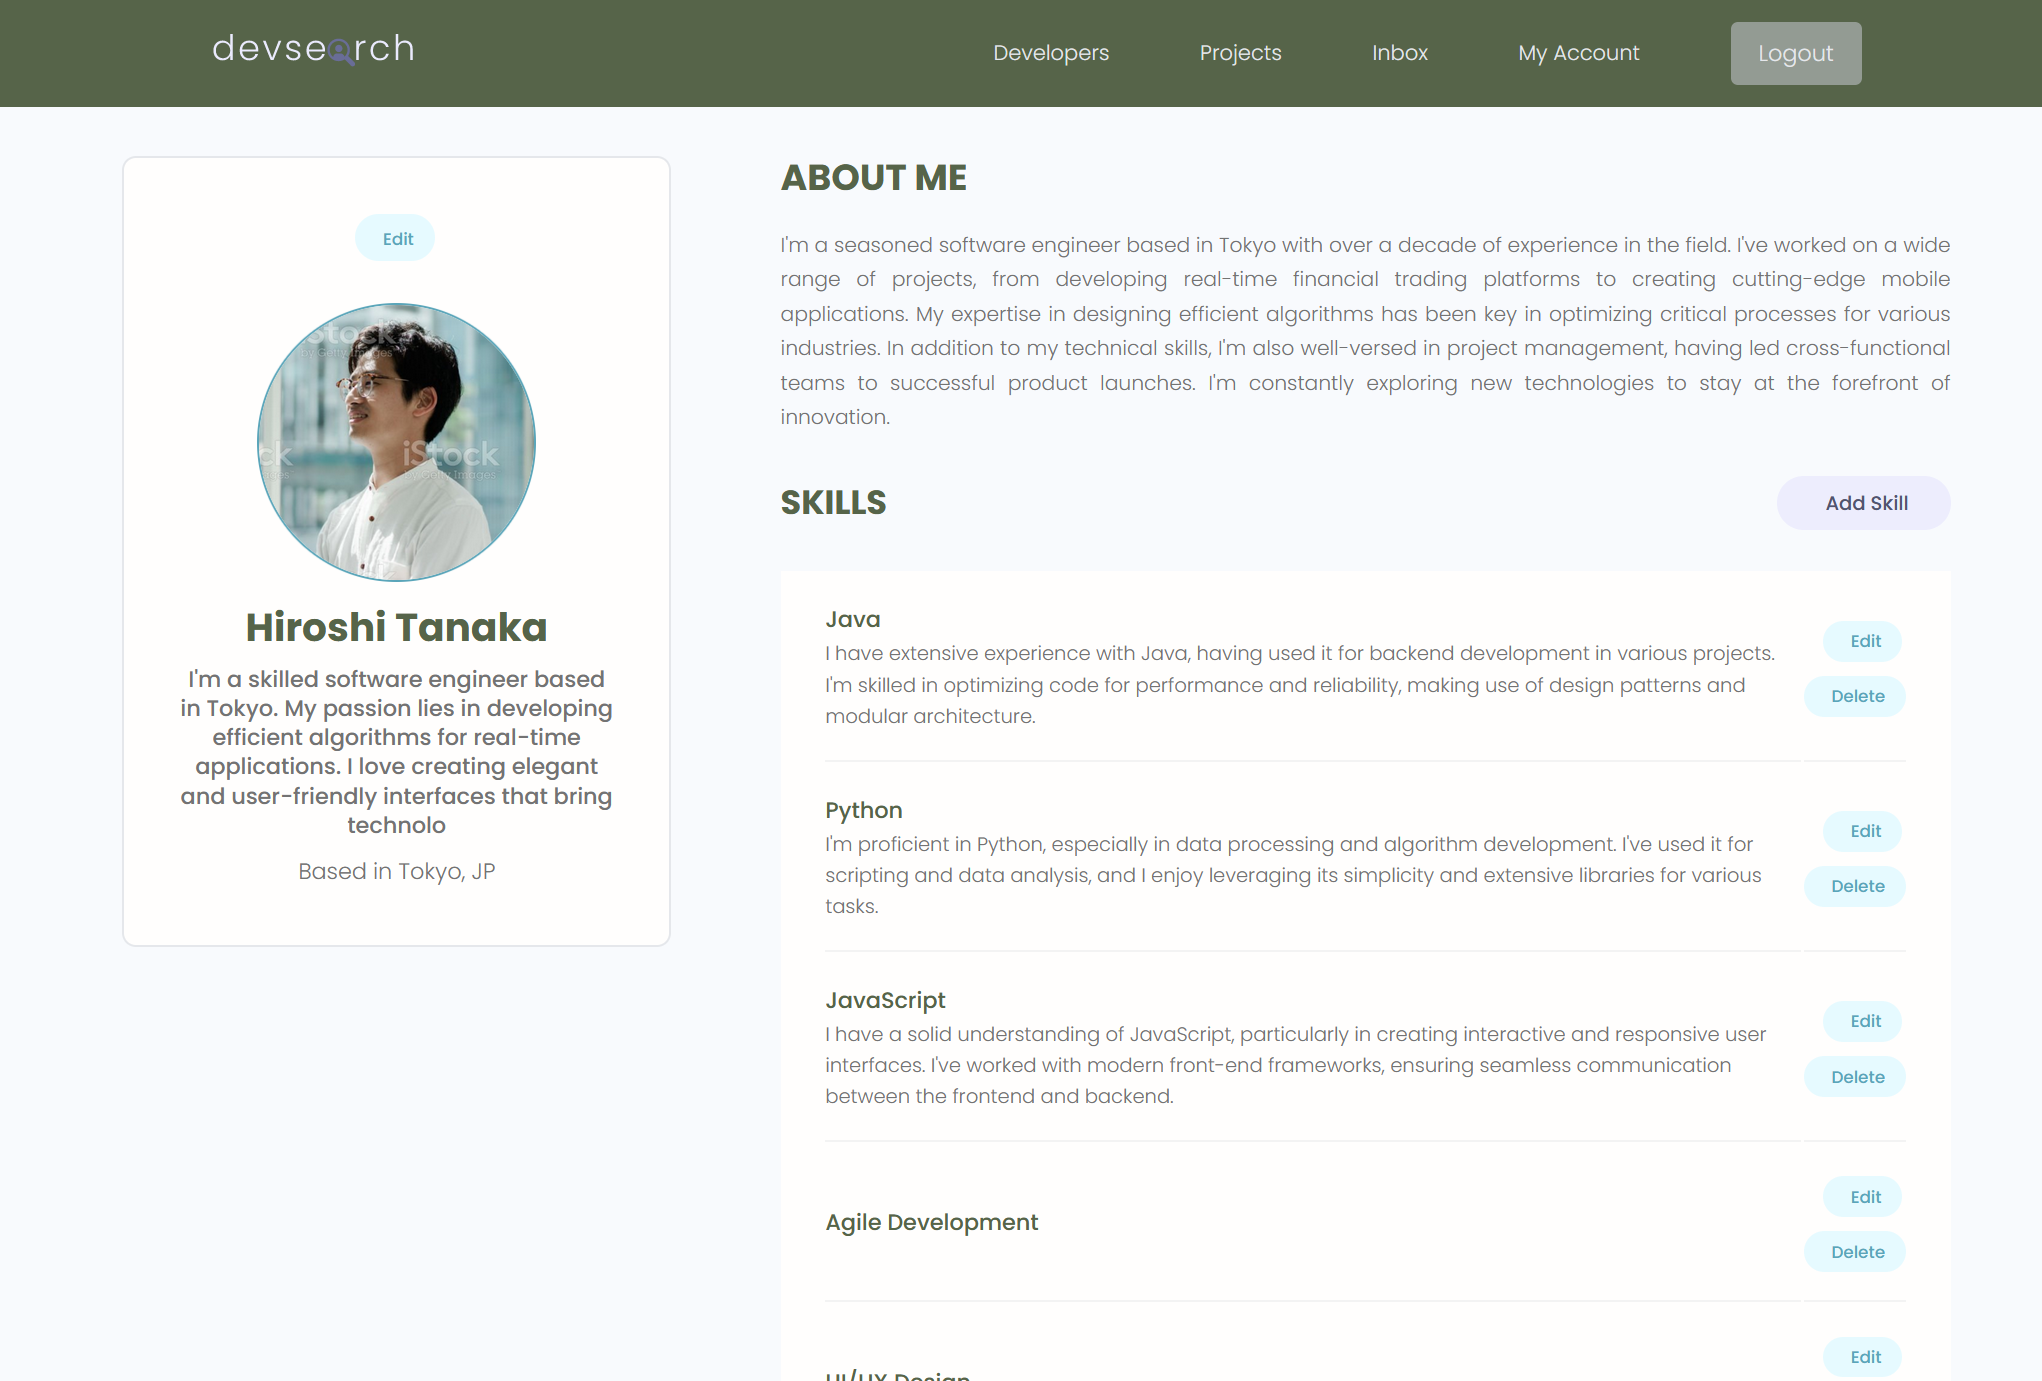 devsearch
Developers
Projects
Inbox
My Account
Logout
Edit
iStock
by Getty Images
iStock
by Getty Images
Hiroshi Tanaka
I'm a skilled software engineer based
in Tokyo. My passion lies in developing
efficient algorithms for real-time
applications. I love creating elegant
and user-friendly interfaces that bring
technolo
Based in Tokyo, JP
ABOUT ME
I'm a seasoned software engineer based in Tokyo with over a decade of experience in the field. I've worked on a wide
range of projects, from developing real-time financial trading platforms to creating cutting-edge mobile
applications. My expertise in designing efficient algorithms has been key in optimizing critical processes for various
industries. In addition to my technical skills, I'm also well-versed in project management, having led cross-functional
teams to successful product launches. I'm constantly exploring new technologies to stay at the forefront of
innovation.
SKILLS
Add Skill
Java
I have extensive experience with Java, having used it for backend development in various projects.
I'm skilled in optimizing code for performance and reliability, making use of design patterns and
modular architecture.
Edit
Delete
Python
I'm proficient in Python, especially in data processing and algorithm development. I've used it for
scripting and data analysis, and I enjoy leveraging its simplicity and extensive libraries for various
tasks.
Edit
Delete
JavaScript
I have a solid understanding of JavaScript, particularly in creating interactive and responsive user
interfaces. I've worked with modern front-end frameworks, ensuring seamless communication
between the frontend and backend.
Edit
Delete
Agile Development
Edit
Delete
UI/UX Design
Edit